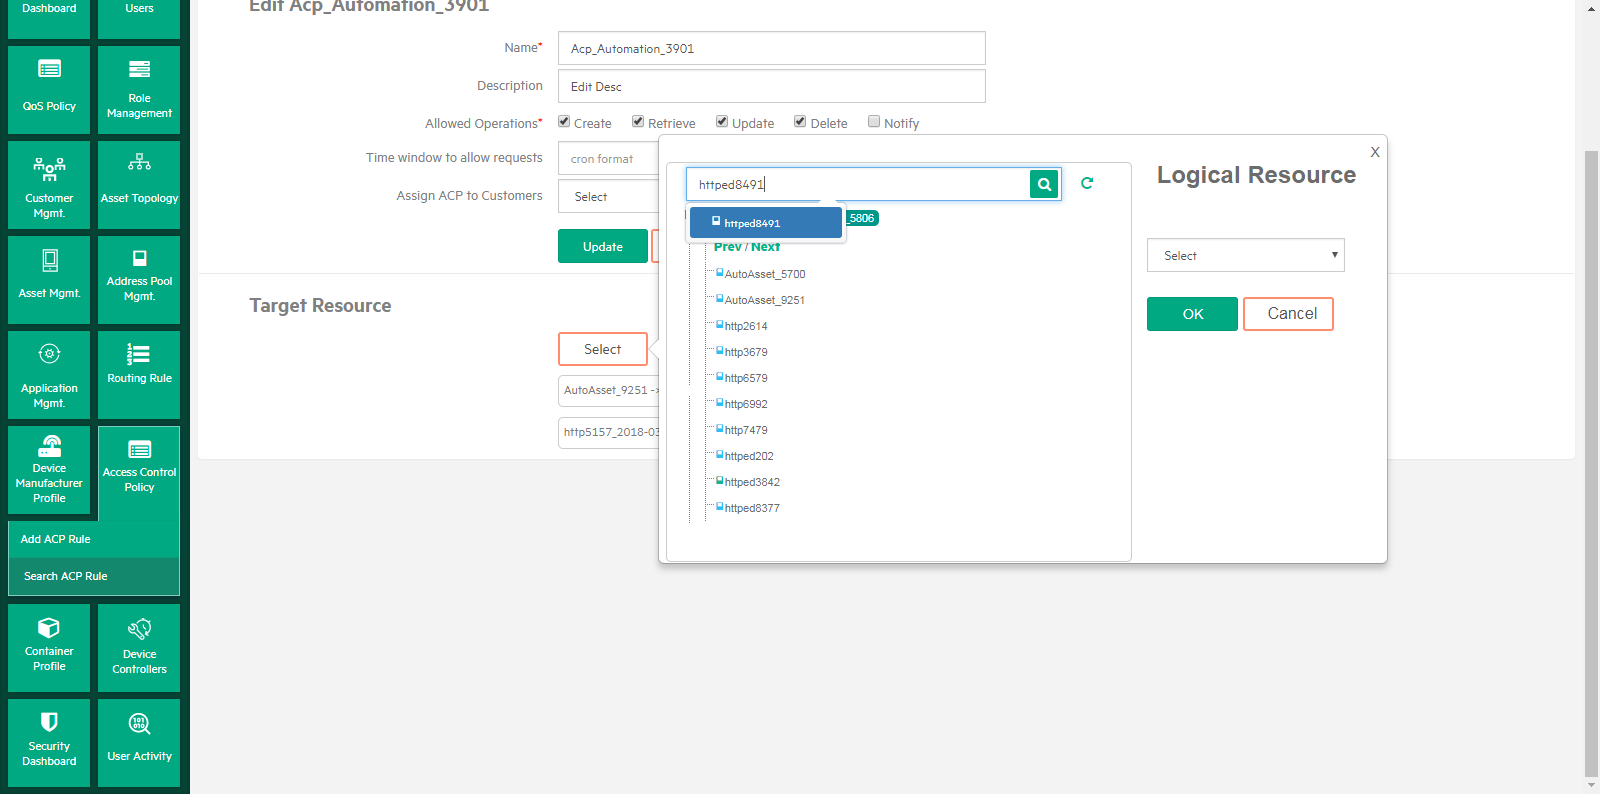 Dashboard
Users
QoS Policy
Role
Management
Customer
Mgmt.
Asset Topology
Asset Mgmt.
Address Pool
Mgmt.
Application
Mgmt.
Routing Rule
Device
Manufacturer
Profile
Access Control
Policy
Add ACP Rule
Search ACP Rule
Container
Profile
Device
Controllers
Security
Dashboard
User Activity
Edit Acp_Automation_3901
Name*
Acp_Automation_3901
Description
Edit Desc
Allowed Operations*
Create
Retrieve
Update
Delete
Notify
Time window to allow requests
cron format
Assign ACP to Customers
Select
Update
Target Resource
Select
AutoAsset_9251 -
http5157_2018-03
X
httped8491
httped8491
_5806
Prev / Next
AutoAsset_5700
AutoAsset_9251
http2614
http3679
http6579
http6992
http7479
httped202
httped3842
httped8377
Logical Resource
Select
OK
Cancel